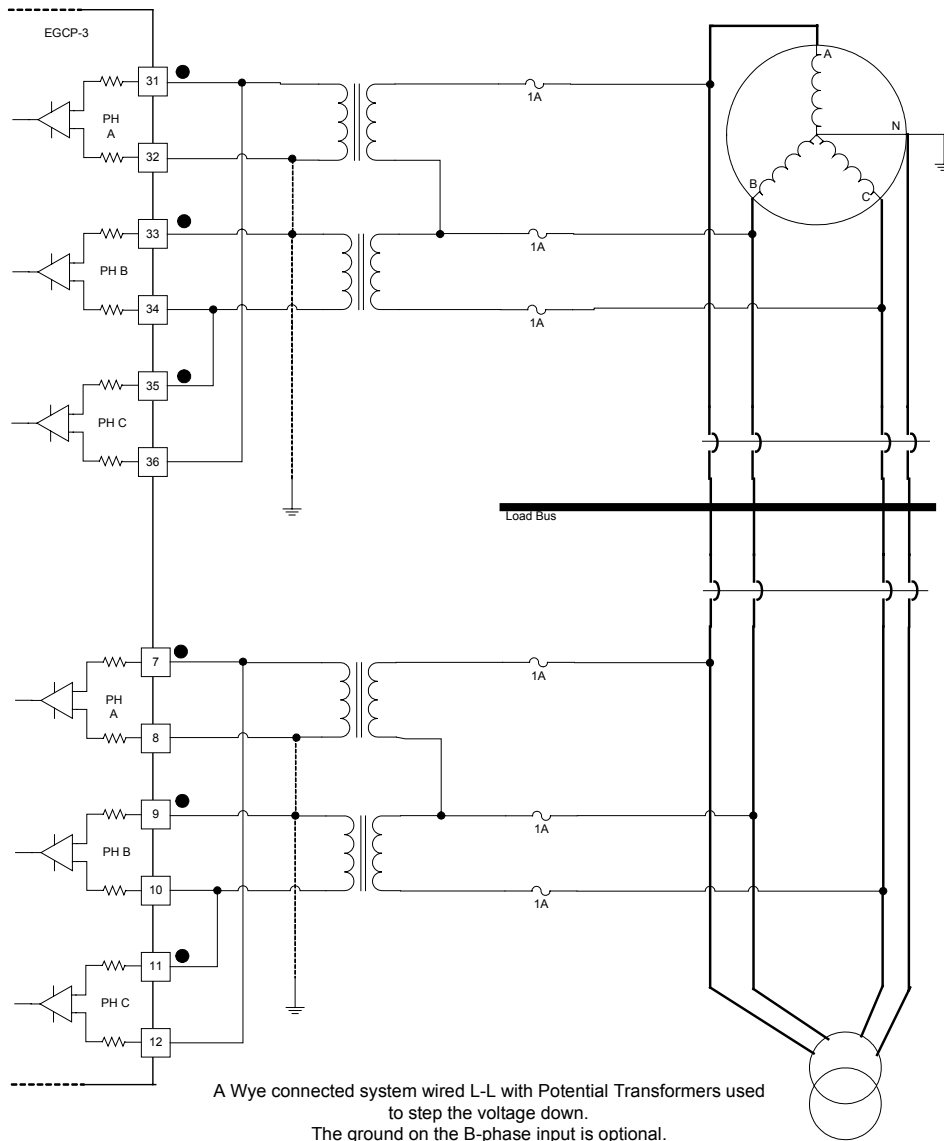 EGCP-3
A
31
1A
PH
A
N
32
B
C
33
1A
PH B
34
1A
35
PH C
36
Load Bus
7
1A
PH
A
8
9
1A
PH B
10
1A
11
PH C
12
A Wye connected system wired L-L with Potential Transformers used
to step the voltage down.
The ground on the B-phase input is optional.